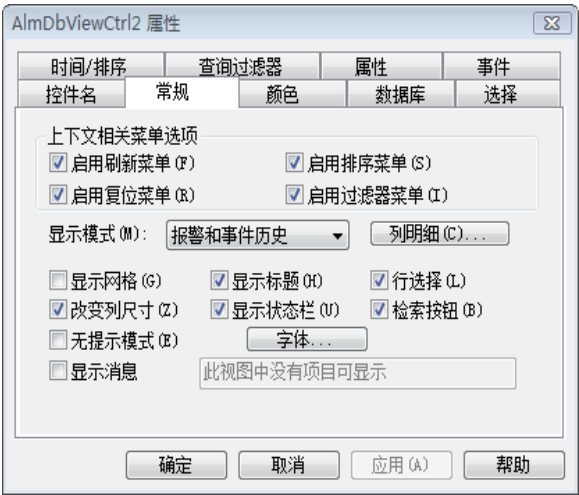 AlmDbViewCtrl2 属性
时间/排序 查询过滤器 属性 事件
控件名 常规 颜色 数据库 选择
上下文相关菜单选项
启用刷新菜单(F) 启用排序菜单(S)
启用复位菜单(R) 启用过滤器菜单(I)
显示模式(M): 报警和事件历史 列明细(C)...
显示网格(G) 显示标题(H) 行选择(L)
改变列尺寸(Z) 显示状态栏(U) 检索按钮(B)
无提示模式(E) 字体...
显示消息 此视图中没有项目可显示
确定 取消 应用(A) 帮助